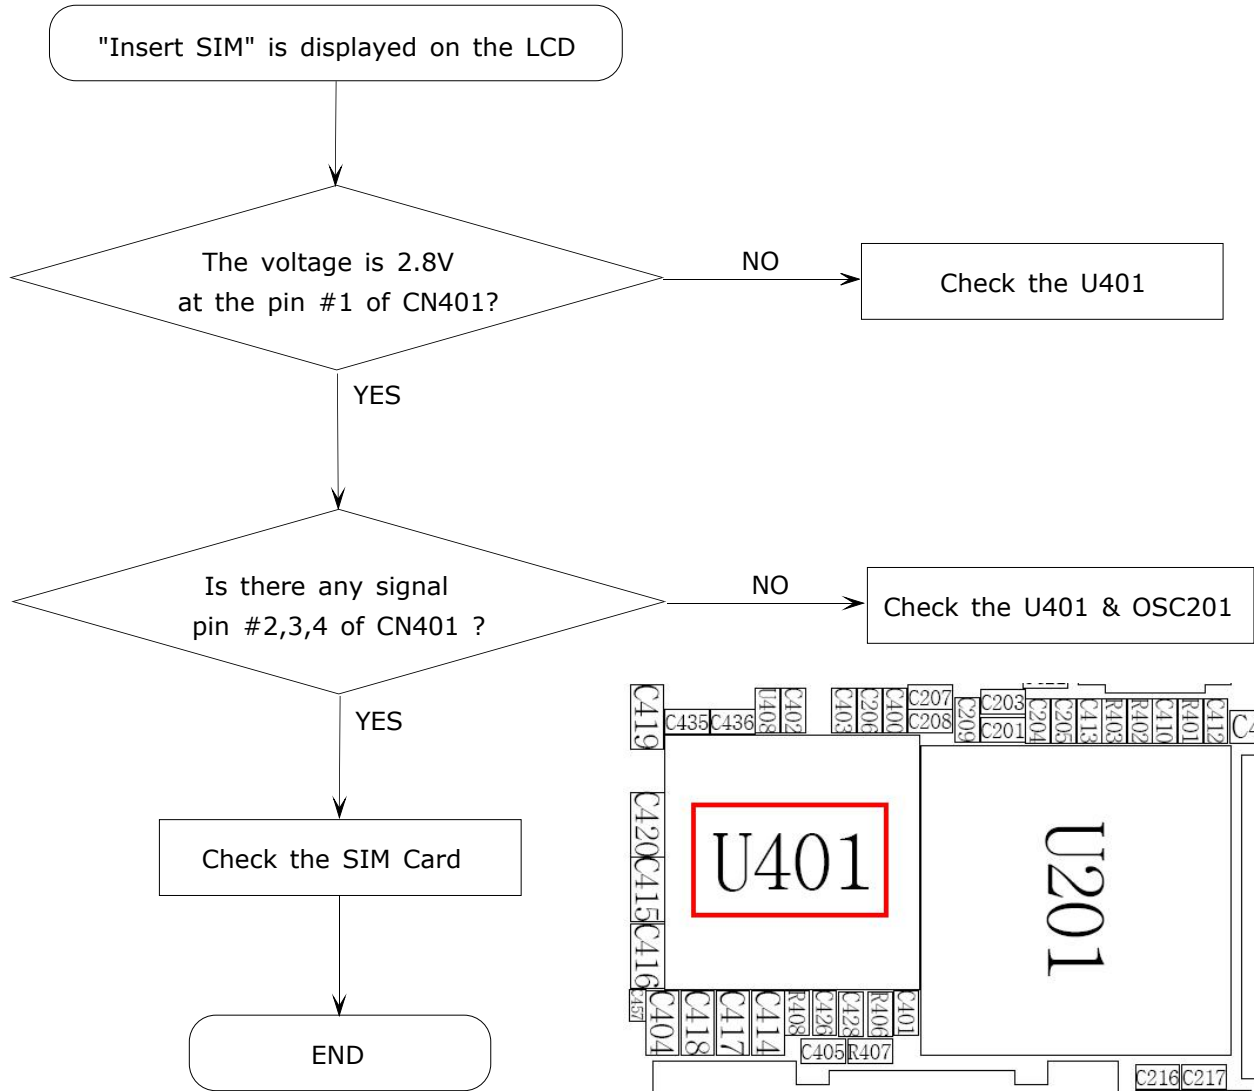 "Insert SIM" is displayed on the LCD
The voltage is 2.8V
at the pin #1 of CN401?
NO
Check the U401
YES
Is there any signal
pin #2,3,4 of CN401 ?
NO
Check the U401 & OSC201
YES
Check the SIM Card
END
C419
C435
C436
U408
C402
C403
C206
C400
C207
C208
C209
C203
C201
C204
C205
C413
R403
R402
C410
R401
C412
C4
C420
C415
C416
U401
U201
C457
C404
C418
C417
C414
R408
C426
C428
R406
C401
C405
R407
C216
C217